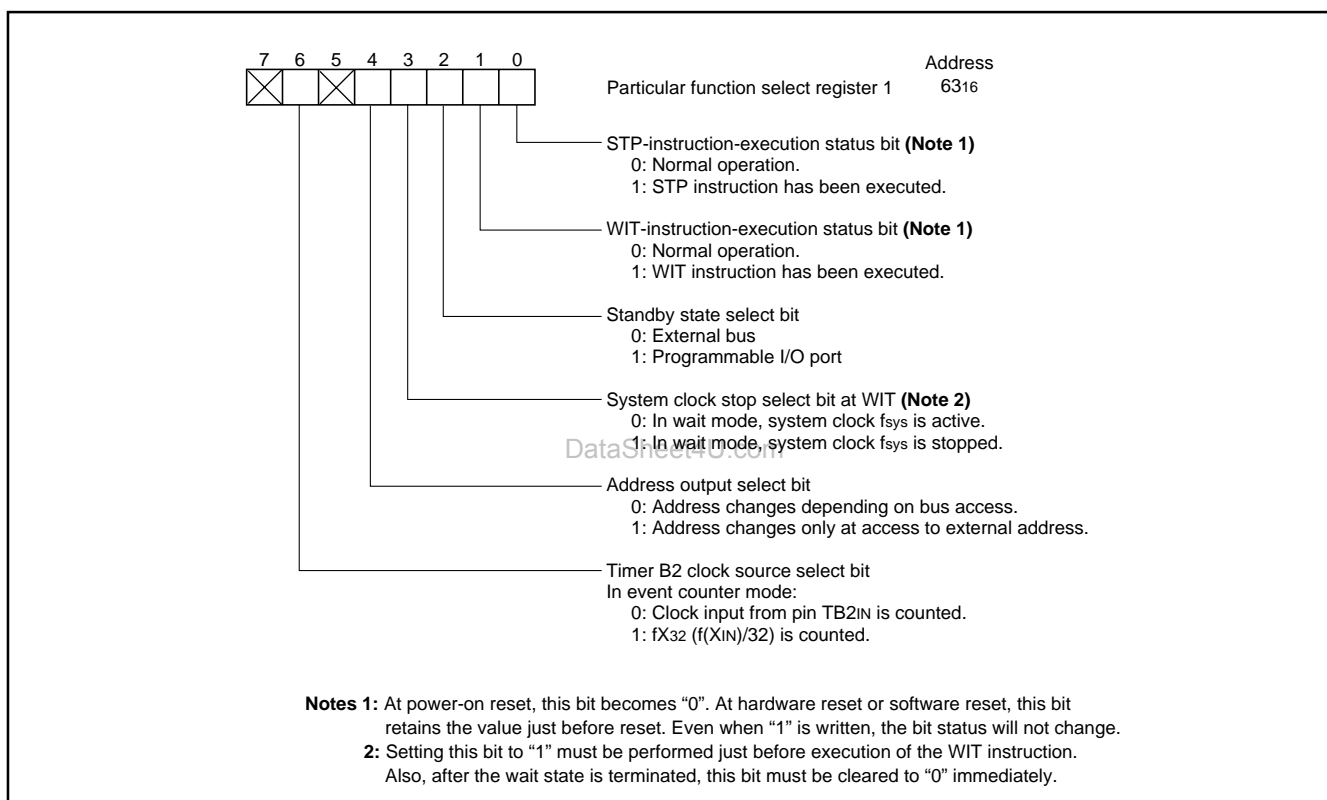 7 6 5 4 3 2 1 0
Address
Particular function select register 1 6316
STP-instruction-execution status bit (Note 1)
0: Normal operation.
1: STP instruction has been executed.
WIT-instruction-execution status bit (Note 1)
0: Normal operation.
1: WIT instruction has been executed.
Standby state select bit
0: External bus
1: Programmable I/O port
System clock stop select bit at WIT (Note 2)
0: In wait mode, system clock fsys is active.
1: In wait mode, system clock fsys is stopped.
DataSheet4U.com
Address output select bit
0: Address changes depending on bus access.
1: Address changes only at access to external address.
Timer B2 clock source select bit
In event counter mode:
0: Clock input from pin TB2IN is counted.
1: fX32 (f(XIN)/32) is counted.
Notes 1: At power-on reset, this bit becomes “0”. At hardware reset or software reset, this bit
retains the value just before reset. Even when “1” is written, the bit status will not change.
2: Setting this bit to “1” must be performed just before execution of the WIT instruction.
Also, after the wait state is terminated, this bit must be cleared to “0” immediately.